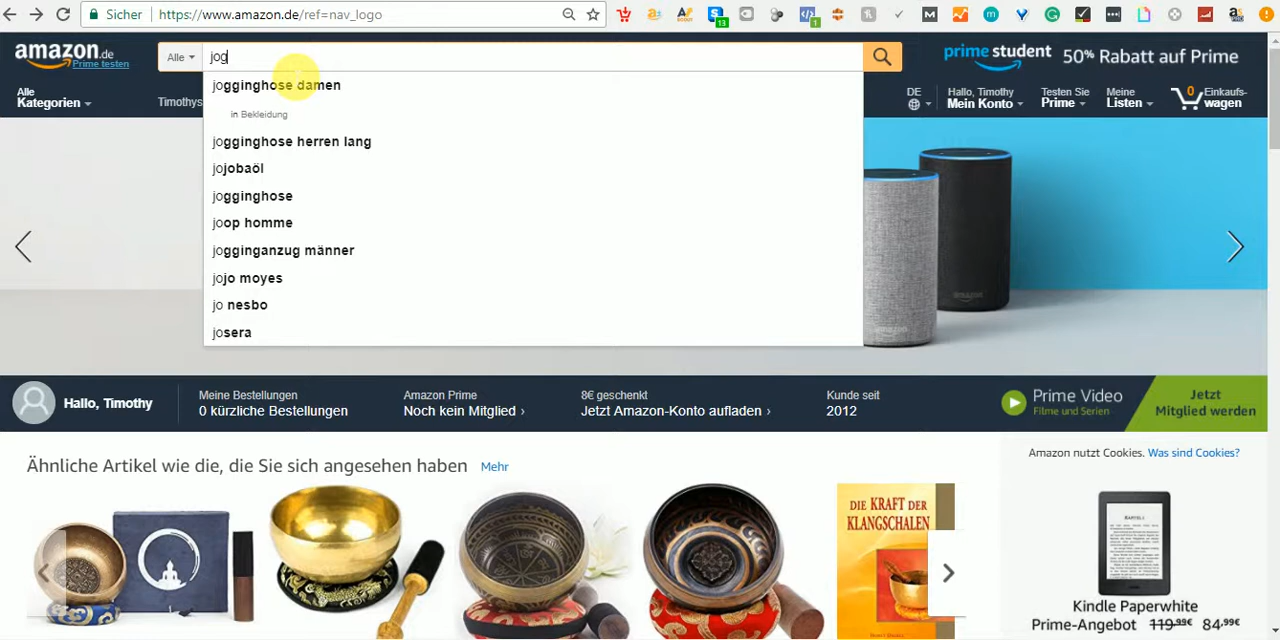 Sicher
https://www.amazon.de/ref=nav_logo
amazon.de
Prime testen
Alle
jog
prime student
50% Rabatt auf Prime
Alle
Kategorien
Timothys
DE
Hallo, Timothy
Mein Konto
Testen Sie
Prime
Meine
Listen
0
Einkaufs-
wagen
jogginghose damen
in Bekleidung
jogginghose herren lang
jojobaöl
jogginghose
joop homme
jogginganzug männer
jojo moyes
jo nesbo
josera
Hallo, Timothy
Meine Bestellungen
0 kürzliche Bestellungen
Amazon Prime
Noch kein Mitglied ›
8€ geschenkt
Jetzt Amazon-Konto aufladen ›
Kunde seit
2012
Prime Video
Filme und Serien
Jetzt
Mitglied werden
Ähnliche Artikel wie die, die Sie sich angesehen haben
Mehr
Amazon nutzt Cookies. Was sind Cookies?
DIE KRAFT DER
KLANGSCHALEN
Kindle Paperwhite
Prime-Angebot 119,99€ 84,99€